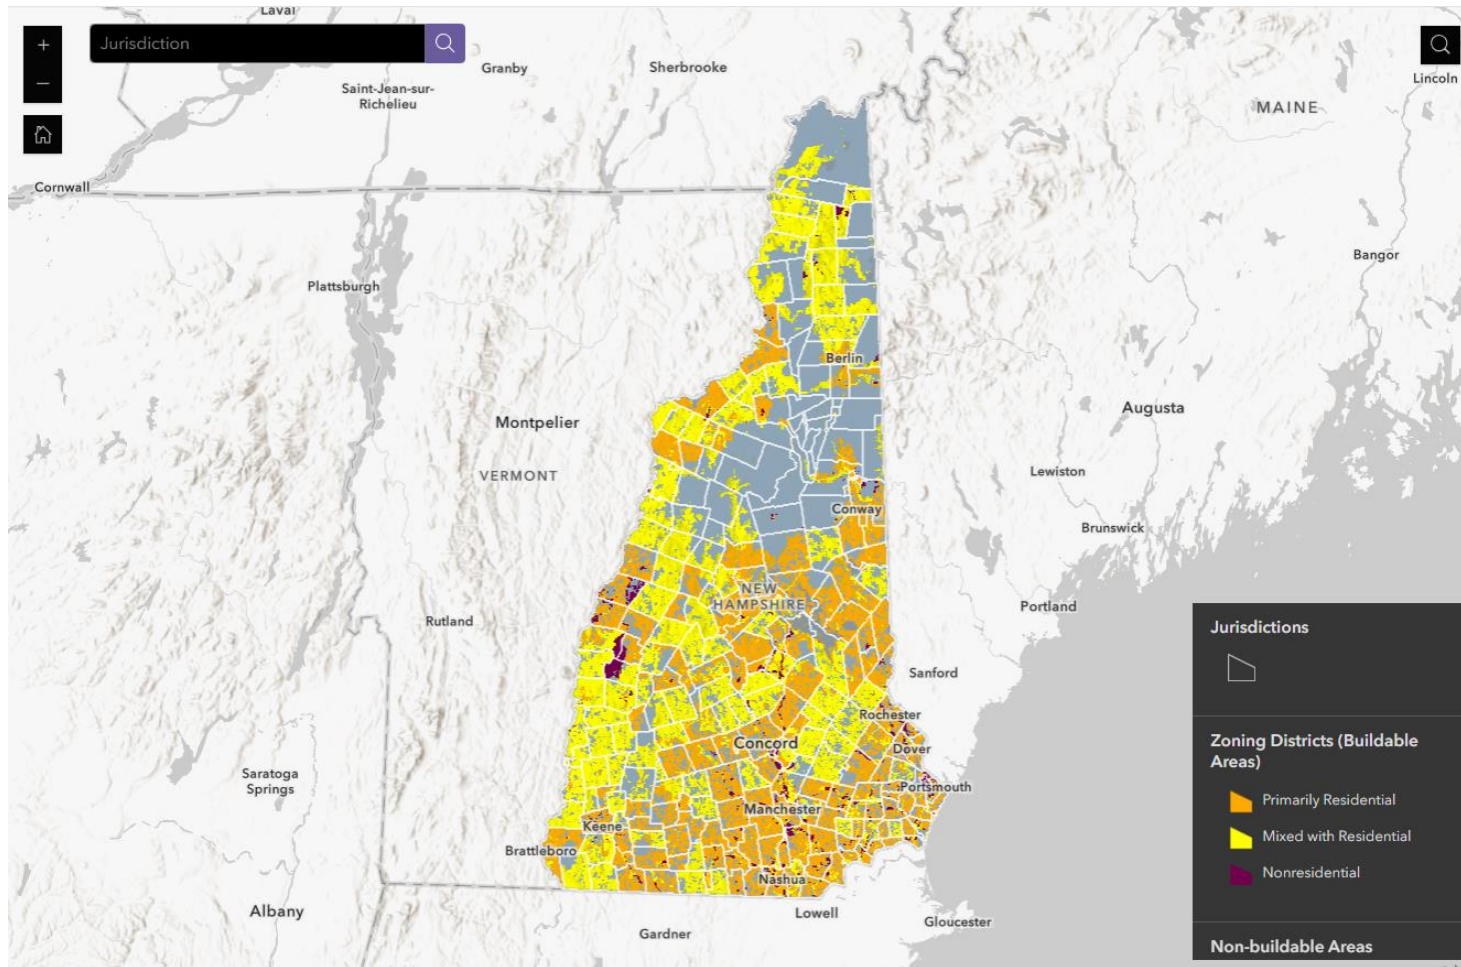 Laval
+
Jurisdiction
Granby
Sherbrooke
Lincoln
−
Saint-Jean-sur-
Richelieu
MAINE
Cornwall
Bangor
Plattsburgh
Berlin
Augusta
Montpelier
Lewiston
VERMONT
Conway
Brunswick
NEW
HAMPSHIRE
Portland
Rutland
Jurisdictions
Sanford
Rochester
Concord
Dover
Zoning Districts (Buildable
Areas)
Saratoga
Springs
Portsmouth
Primarily Residential
Manchester
Keene
Mixed with Residential
Brattleboro
Nonresidential
Nashua
Albany
Lowell
Gloucester
Gardner
Non-buildable Areas